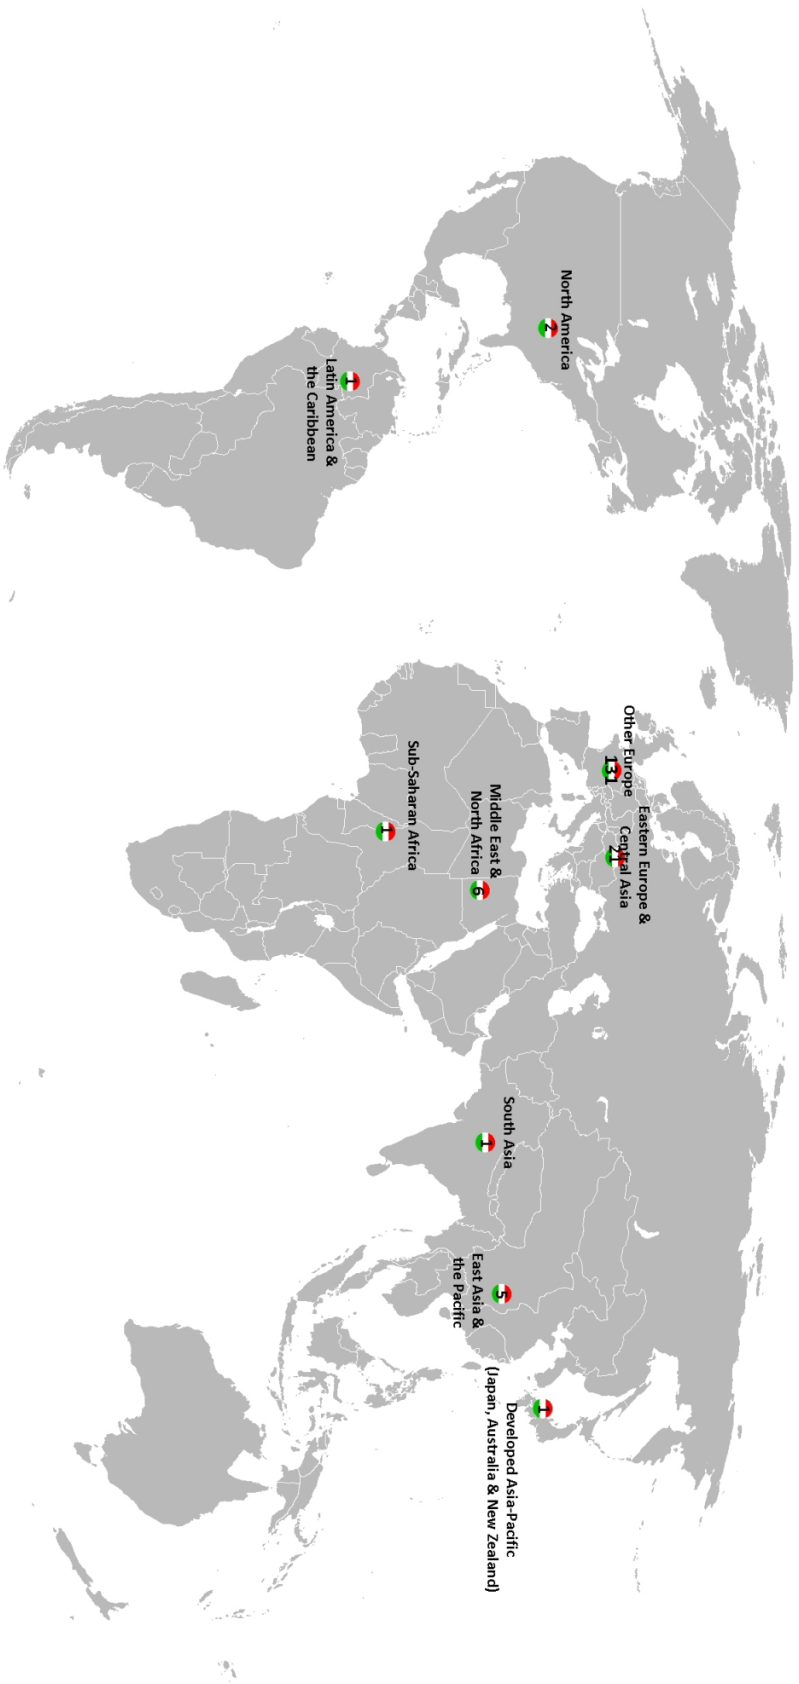 North America
2
Latin America &
the Caribbean
1
Other Europe
131
Eastern Europe &
Central Asia
21
Middle East &
North Africa
6
Sub-Saharan Africa
1
South Asia
1
East Asia &
the Pacific
5
Developed Asia-Pacific
(Japan, Australia & New Zealand)
1